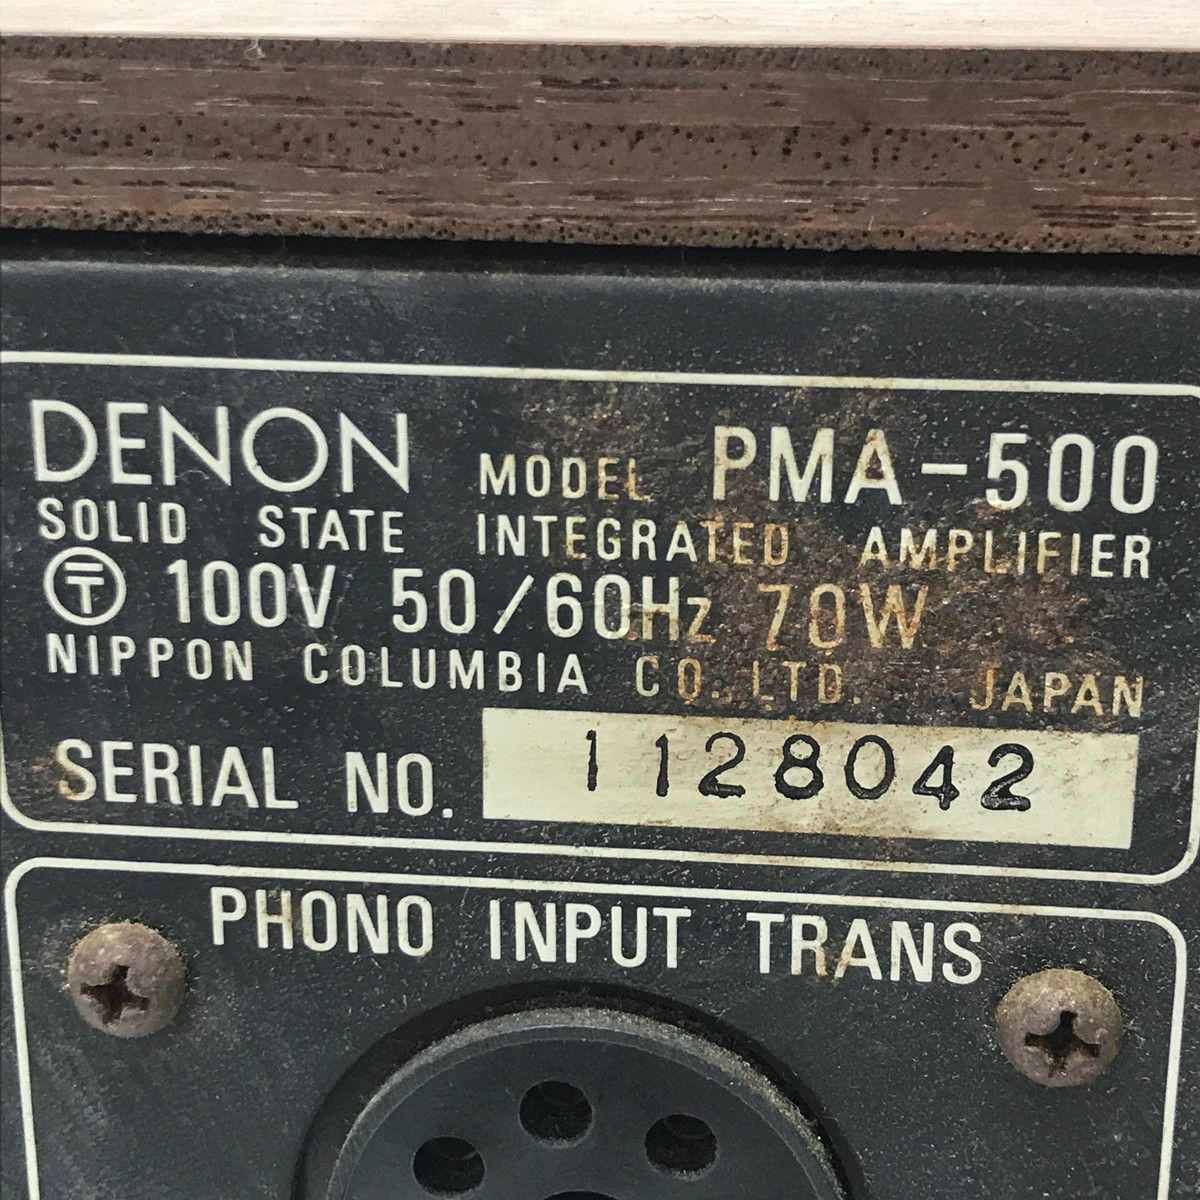 DENON MODEL PMA-500
SOLID STATE INTEGRATED AMPLIFIER
〒 100V 50/60Hz 70W
NIPPON COLUMBIA CO., LTD. JAPAN
SERIAL NO. 1128042
PHONO INPUT TRANS